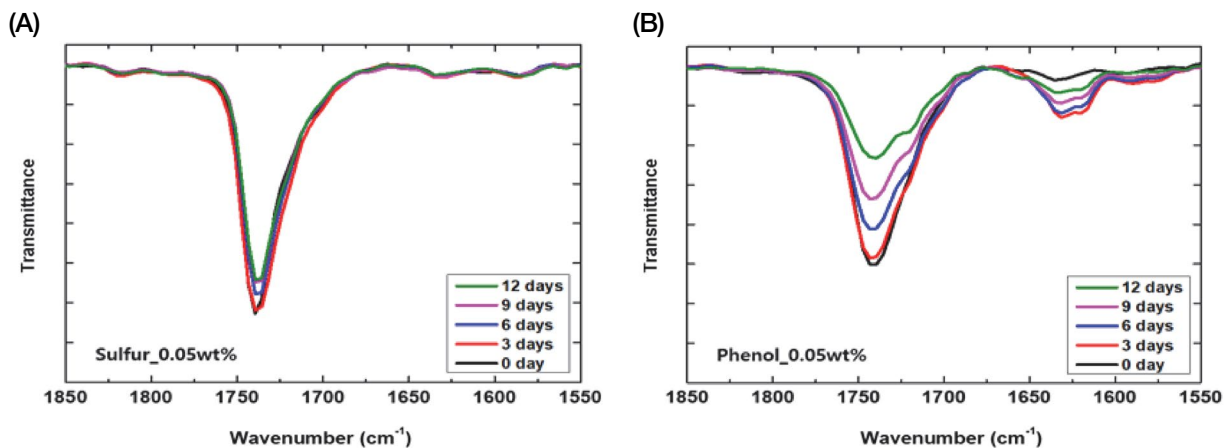 (A)
Transmittance
Sulfur_0.05wt%
12 days
9 days
6 days
3 days
0 day
1850 1800 1750 1700 1650 1600 1550
Wavenumber (cm⁻¹)
(B)
Transmittance
Phenol_0.05wt%
12 days
9 days
6 days
3 days
0 day
1850 1800 1750 1700 1650 1600 1550
Wavenumber (cm⁻¹)